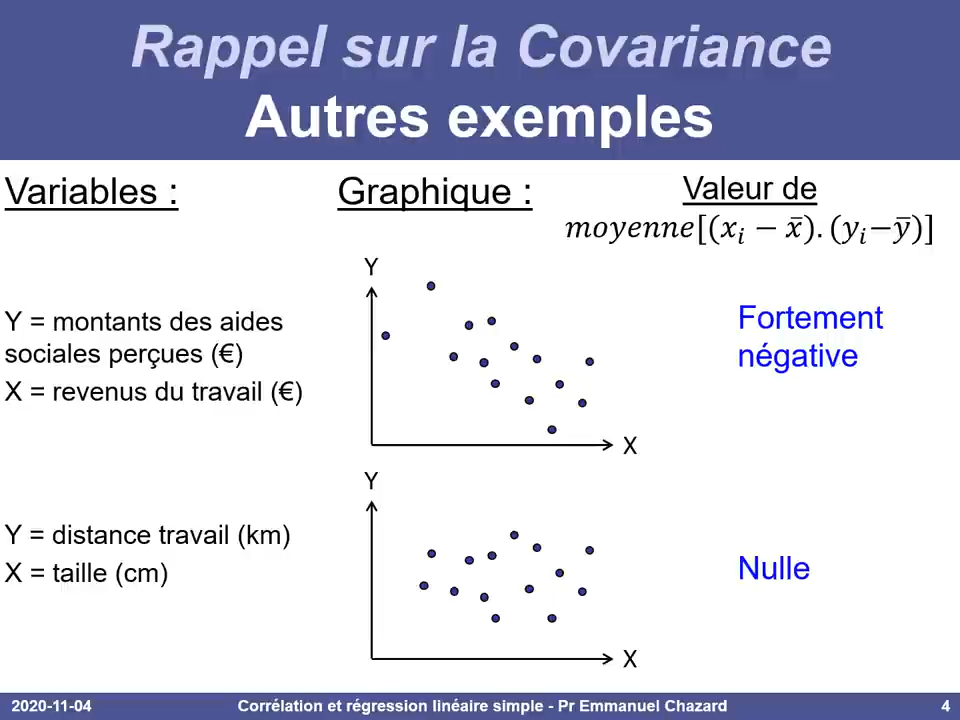 Rappel sur la Covariance
Autres exemples
Variables :
Graphique :
Valeur de
moyenne[(xᵢ − x̄).(yᵢ−ȳ)]
Y
Y = montants des aides
sociales perçues (€)
X = revenus du travail (€)
Fortement
négative
X
Y
Y = distance travail (km)
X = taille (cm)
Nulle
X
2020-11-04
Corrélation et régression linéaire simple - Pr Emmanuel Chazard
4